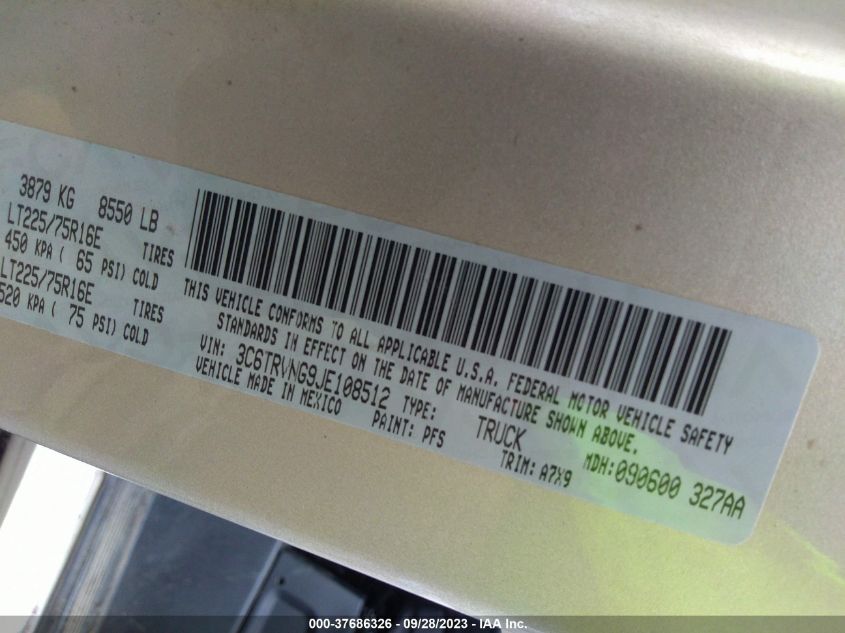 3879 KG 8550 LB
LT225/75R16E TIRES
450 KPA ( 65 PSI) COLD
LT225/75R16E TIRES
520 KPA ( 75 PSI) COLD
THIS VEHICLE CONFORMS TO ALL APPLICABLE U.S.A. FEDERAL MOTOR VEHICLE SAFETY
STANDARDS IN EFFECT ON THE DATE OF MANUFACTURE SHOWN ABOVE.
VIN: 3C6TRVNG9JE108512 TYPE: TRUCK MDH:090600 327AA
VEHICLE MADE IN MEXICO PAINT: PFS TRIM: A7X9
000-37686326 - 09/28/2023 - IAA Inc.